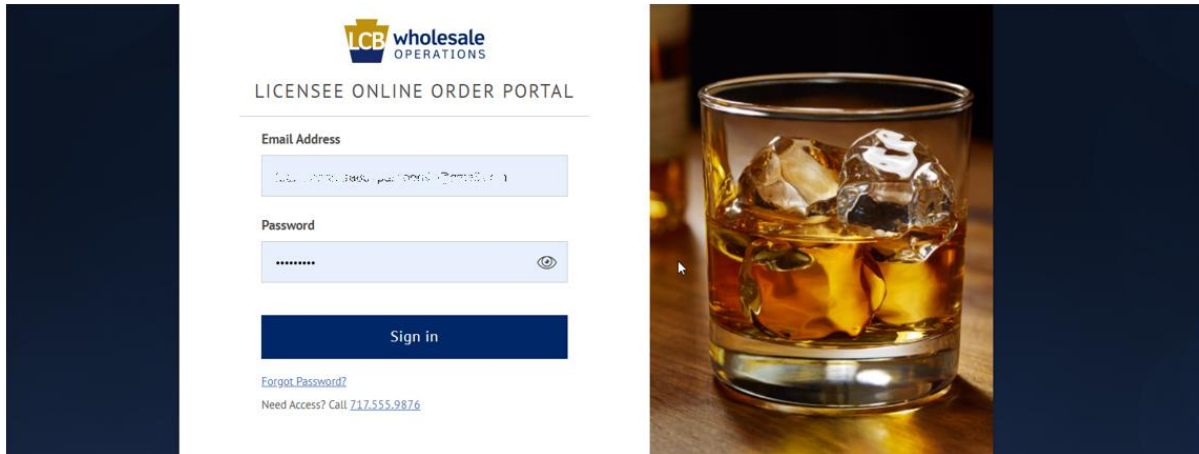 LCB wholesale
OPERATIONS
LICENSEE ONLINE ORDER PORTAL
Email Address
Password
•••••••••
Sign in
Forgot Password?
Need Access? Call 717.555.9876